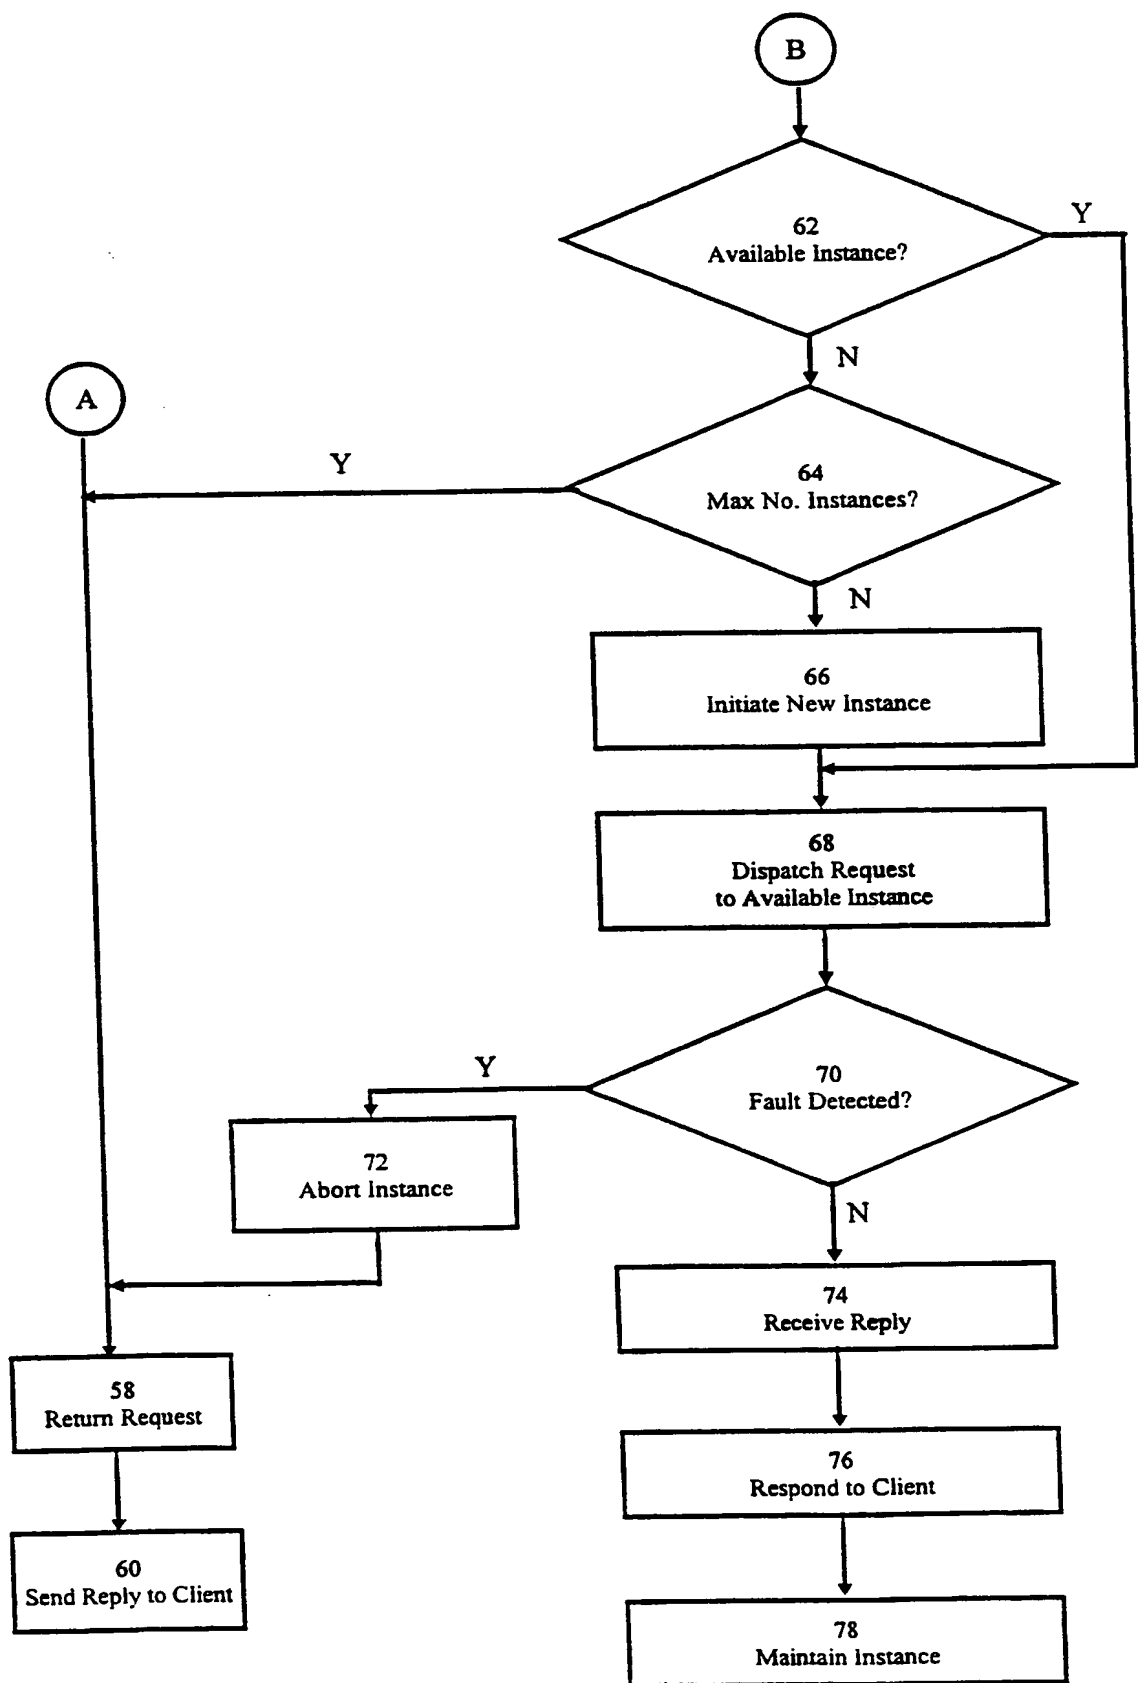 B
62
Available Instance?
Y
N
A
Y
64
Max No. Instances?
N
66
Initiate New Instance
68
Dispatch Request
to Available Instance
Y
70
Fault Detected?
72
Abort Instance
N
74
Receive Reply
58
Return Request
76
Respond to Client
60
Send Reply to Client
78
Maintain Instance